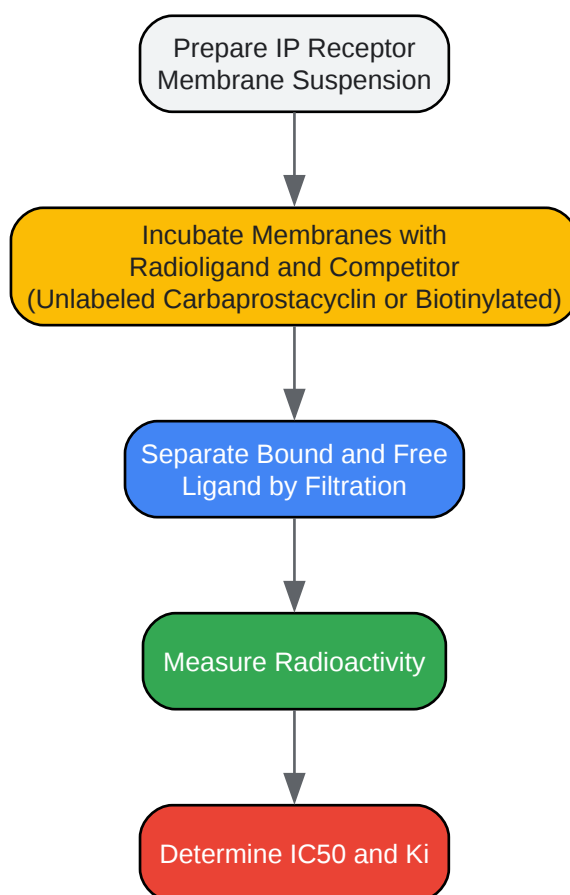 Prepare IP Receptor
Membrane Suspension
Incubate Membranes with
Radioligand and Competitor
(Unlabeled Carbaprostacyclin or Biotinylated)
Separate Bound and Free
Ligand by Filtration
Measure Radioactivity
Determine IC50 and Ki